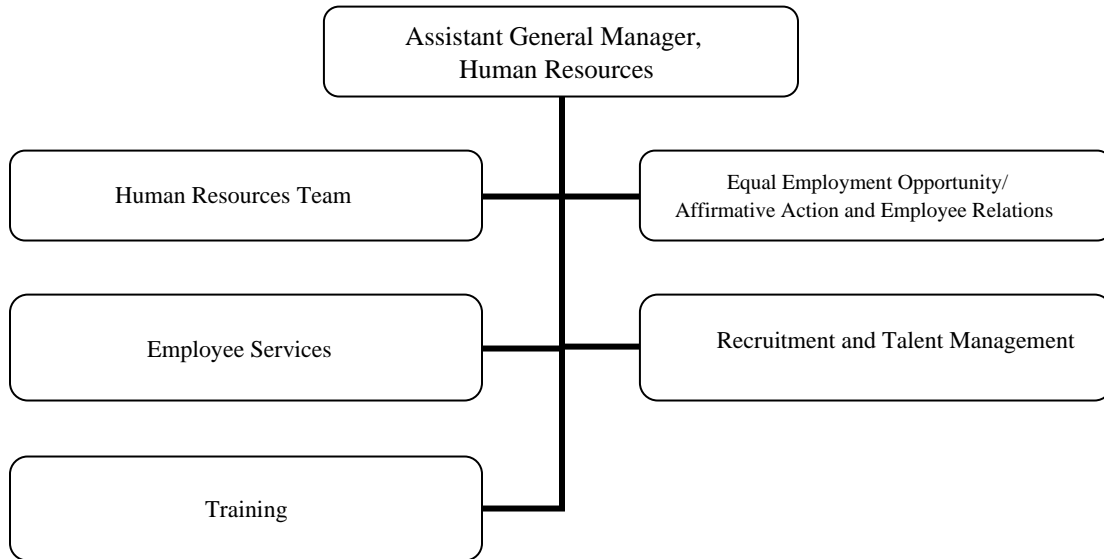 Assistant General Manager,
Human Resources
Human Resources Team
Equal Employment Opportunity/
Affirmative Action and Employee Relations
Employee Services
Recruitment and Talent Management
Training